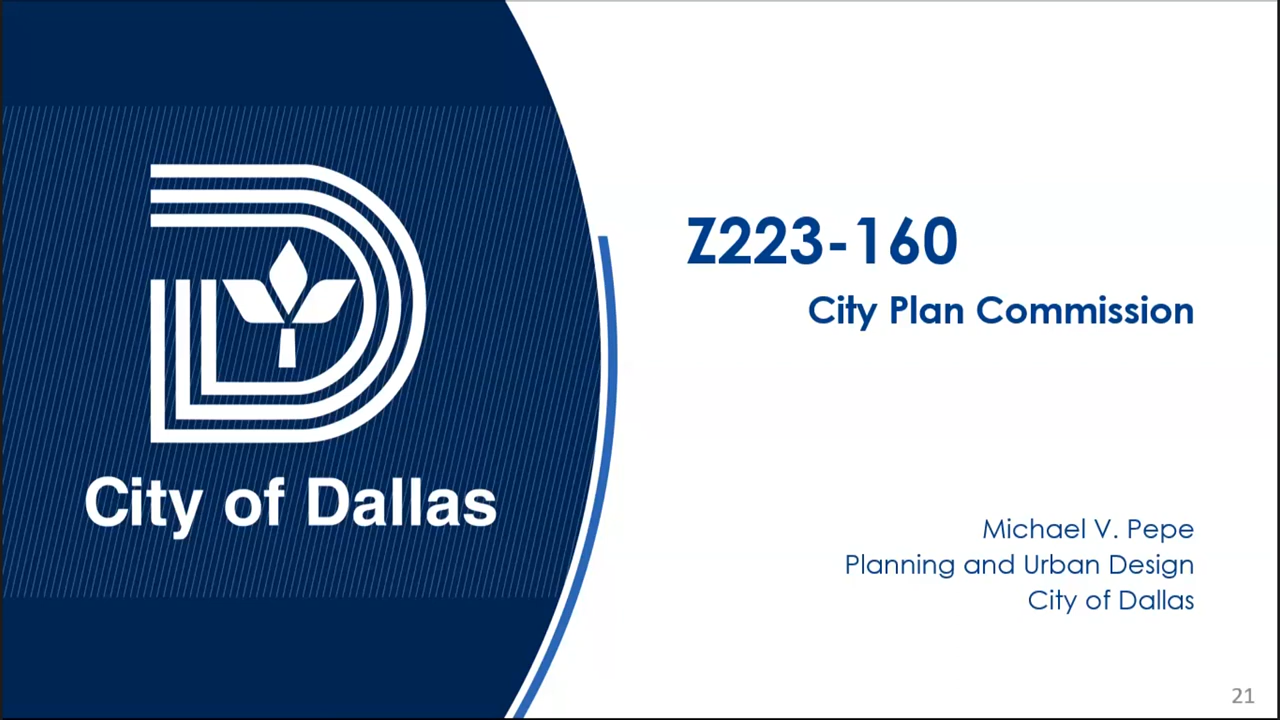 City of Dallas
Z223-160
City Plan Commission
Michael V. Pepe
Planning and Urban Design
City of Dallas
21